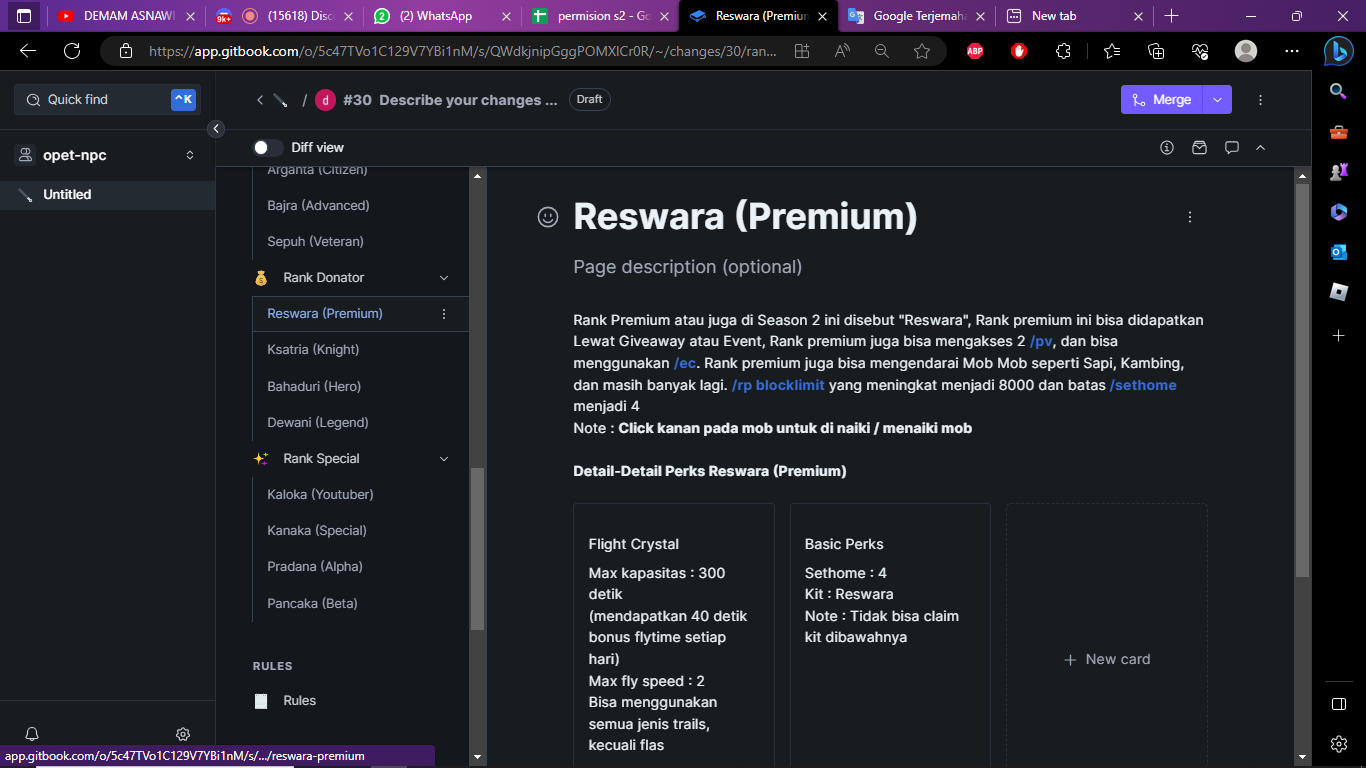 DEMAM ASNAWI
9k+
(15618) Disc
(2) WhatsApp
permision s2 - Go
Reswara (Premium
Google Terjemah
New tab
https://app.gitbook.com/o/5c47TVo1C129V7YBi1nM/s/QWdkjnipGggPOMXlCr0R/~/changes/30/ran...
ABP
Quick find
^K
opet-npc
Untitled
/ d #30 Describe your changes ... Draft
Merge
Diff view
Arganta (Citizen)
Bajra (Advanced)
Sepuh (Veteran)
Rank Donator
Reswara (Premium)
Ksatria (Knight)
Bahaduri (Hero)
Dewani (Legend)
Rank Special
Kaloka (Youtuber)
Kanaka (Special)
Pradana (Alpha)
Pancaka (Beta)
RULES
Rules
Reswara (Premium)
Page description (optional)
Rank Premium atau juga di Season 2 ini disebut "Reswara", Rank premium ini bisa didapatkan
Lewat Giveaway atau Event, Rank premium juga bisa mengakses 2 /pv, dan bisa
menggunakan /ec. Rank premium juga bisa mengendarai Mob Mob seperti Sapi, Kambing,
dan masih banyak lagi. /rp blocklimit yang meningkat menjadi 8000 dan batas /sethome
menjadi 4
Note : Click kanan pada mob untuk di naiki / menaiki mob
Detail-Detail Perks Reswara (Premium)
Flight Crystal
Max kapasitas : 300
detik
(mendapatkan 40 detik
bonus flytime setiap
hari)
Max fly speed : 2
Bisa menggunakan
semua jenis trails,
kecuali flas
Basic Perks
Sethome : 4
Kit : Reswara
Note : Tidak bisa claim
kit dibawahnya
+ New card
app.gitbook.com/o/5c47TVo1C129V7YBi1nM/s/.../reswara-premium